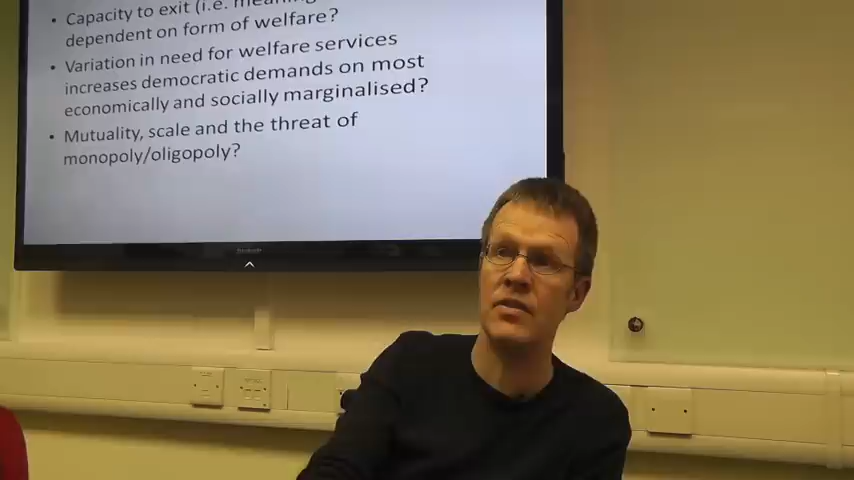 • Capacity to exit (i.e. meaning
dependent on form of welfare?
• Variation in need for welfare services
increases democratic demands on most
economically and socially marginalised?
• Mutuality, scale and the threat of
monopoly/oligopoly?